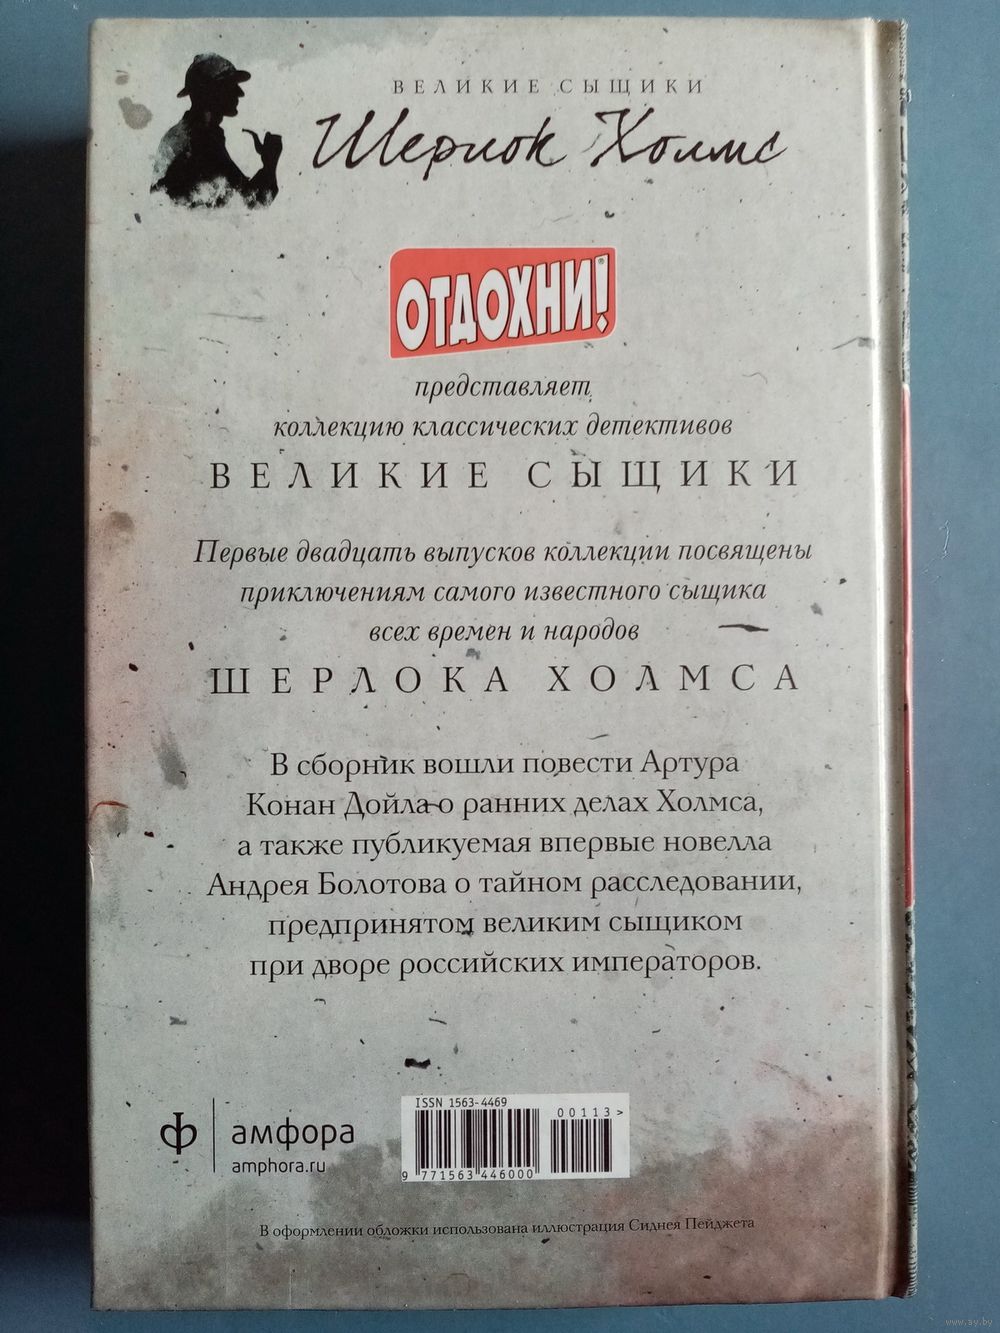 ВЕЛИКИЕ СЫЩИКИ
Шерлок Холмс
ОТДОХНИ!®
представляет
коллекцию классических детективов
ВЕЛИКИЕ СЫЩИКИ
Первые двадцать выпусков коллекции посвящены
приключениям самого известного сыщика
всех времен и народов
ШЕРЛОКА ХОЛМСА
В сборник вошли повести Артура
Конан Дойла о ранних делах Холмса,
а также публикуемая впервые новелла
Андрея Болотова о тайном расследовании,
предпринятом великим сыщиком
при дворе российских императоров.
ISSN 1563-4469
00113>
9 771563 446000
амфора
amphora.ru
В оформлении обложки использована иллюстрация Сиднея Пейджета
www.ay.by